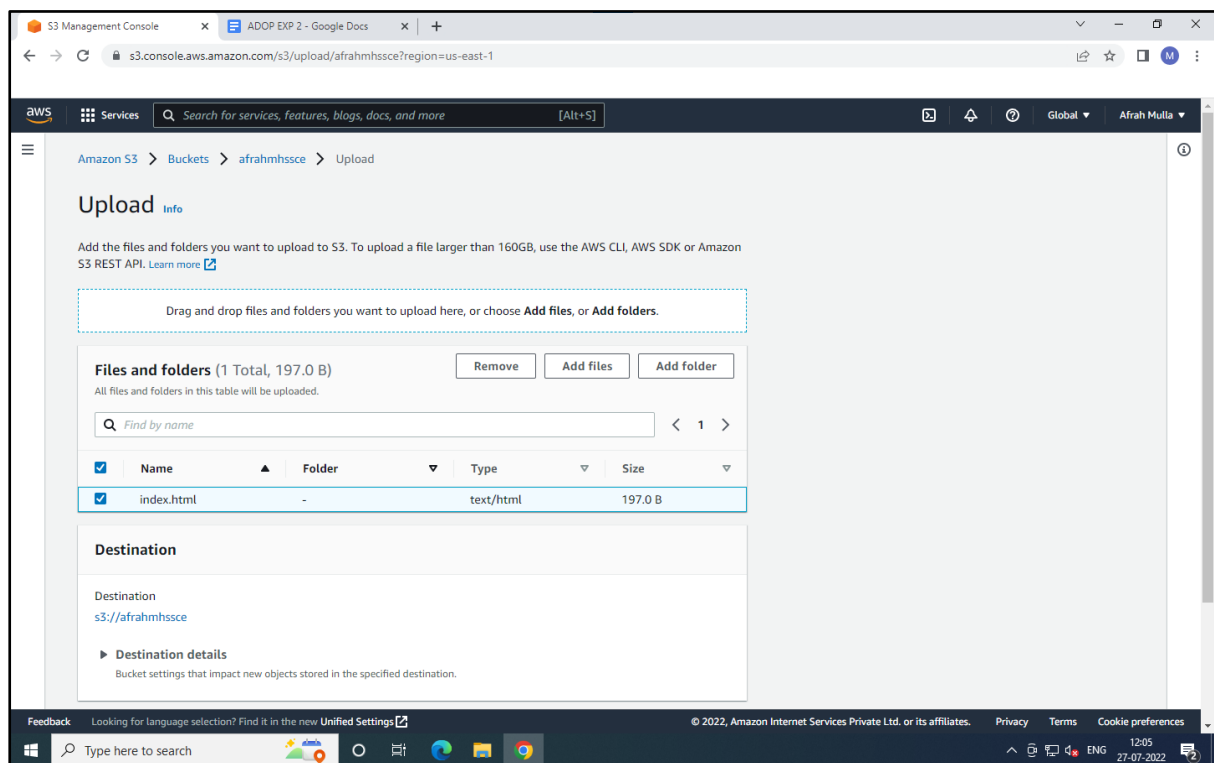 S3 Management Console
ADOP EXP 2 - Google Docs
s3.console.aws.amazon.com/s3/upload/afrahmhssce?region=us-east-1
M
aws
Services
Search for services, features, blogs, docs, and more
[Alt+S]
Global
Afrah Mulla
Amazon S3 > Buckets > afrahmhssce > Upload
Upload Info
Add the files and folders you want to upload to S3. To upload a file larger than 160GB, use the AWS CLI, AWS SDK or Amazon
S3 REST API. Learn more
Drag and drop files and folders you want to upload here, or choose Add files, or Add folders.
Files and folders (1 Total, 197.0 B)
Remove
Add files
Add folder
All files and folders in this table will be uploaded.
Find by name
< 1 >
Name Folder Type Size
index.html - text/html 197.0 B
Destination
Destination
s3://afrahmhssce
Destination details
Bucket settings that impact new objects stored in the specified destination.
Feedback
Looking for language selection? Find it in the new Unified Settings
© 2022, Amazon Internet Services Private Ltd. or its affiliates.
Privacy
Terms
Cookie preferences
Type here to search
ENG
12:05
27-07-2022
2